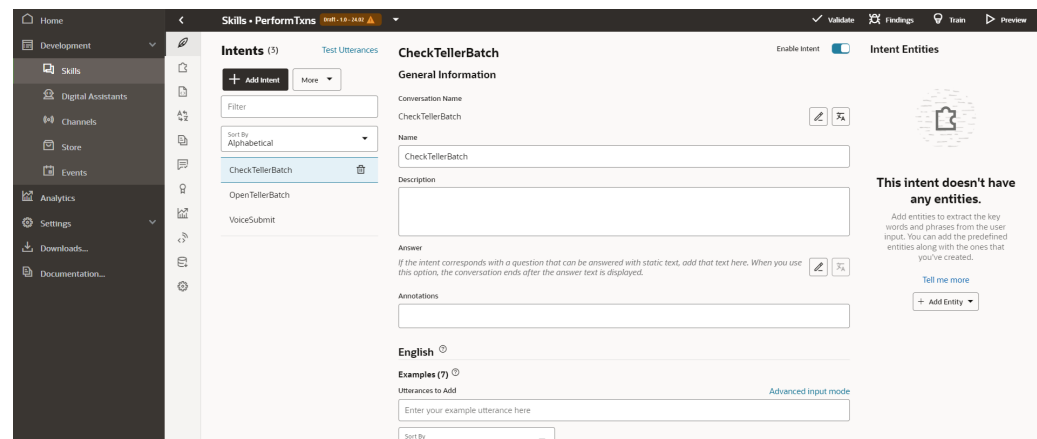 Home
Development
Skills
Digital Assistants
Channels
Store
Events
Analytics
Settings
Downloads...
Documentation...
Skills • PerformTxns Draft - 1.0 - 24.02
Validate
Findings
Train
Preview
Intents (3)
Test Utterances
+ Add Intent
More
Filter
Sort By
Alphabetical
CheckTellerBatch
OpenTellerBatch
VoiceSubmit
CheckTellerBatch
Enable Intent
General Information
Conversation Name
CheckTellerBatch
Name
CheckTellerBatch
Description
Answer
If the intent corresponds with a question that can be answered with static text, add that text here. When you use
this option, the conversation ends after the answer text is displayed.
Annotations
English
Examples (7)
Utterances to Add
Advanced input mode
Enter your example utterance here
Sort By
Intent Entities
This intent doesn't have
any entities.
Add entities to extract the key
words and phrases from the user
input. You can add the predefined
entities along with the ones that
you've created.
Tell me more
+ Add Entity